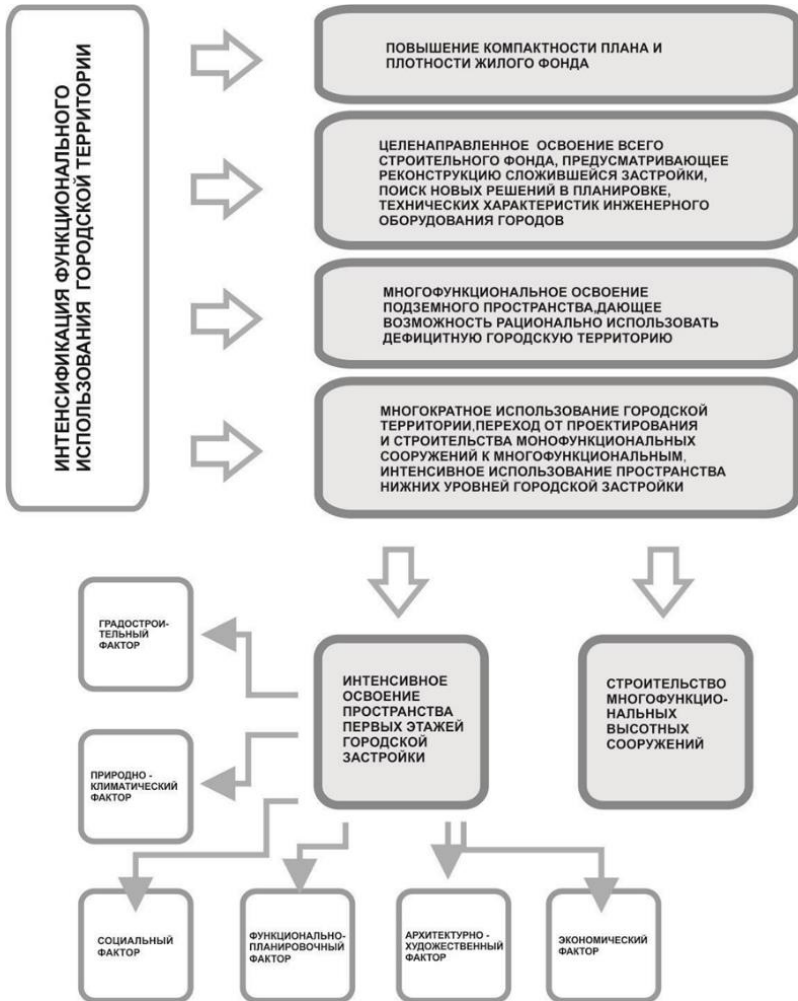 ИНТЕНСИФИКАЦИЯ ФУНКЦИОНАЛЬНОГО
ИСПОЛЬЗОВАНИЯ ГОРОДСКОЙ ТЕРРИТОРИИ
ПОВЫШЕНИЕ КОМПАКТНОСТИ ПЛАНА И
ПЛОТНОСТИ ЖИЛОГО ФОНДА
ЦЕЛЕНАПРАВЛЕННОЕ ОСВОЕНИЕ ВСЕГО
СТРОИТЕЛЬНОГО ФОНДА, ПРЕДУСМАТРИВАЮЩЕЕ
РЕКОНСТРУКЦИЮ СЛОЖИВШЕЙСЯ ЗАСТРОЙКИ,
ПОИСК НОВЫХ РЕШЕНИЙ В ПЛАНИРОВКЕ,
ТЕХНИЧЕСКИХ ХАРАКТЕРИСТИК ИНЖЕНЕРНОГО
ОБОРУДОВАНИЯ ГОРОДОВ
МНОГОФУНКЦИОНАЛЬНОЕ ОСВОЕНИЕ
ПОДЗЕМНОГО ПРОСТРАНСТВА,ДАЮЩЕЕ
ВОЗМОЖНОСТЬ РАЦИОНАЛЬНО ИСПОЛЬЗОВАТЬ
ДЕФИЦИТНУЮ ГОРОДСКУЮ ТЕРРИТОРИЮ
МНОГОКРАТНОЕ ИСПОЛЬЗОВАНИЕ ГОРОДСКОЙ
ТЕРРИТОРИИ,ПЕРЕХОД ОТ ПРОЕКТИРОВАНИЯ
И СТРОИТЕЛЬСТВА МОНОФУНКЦИОНАЛЬНЫХ
СООРУЖЕНИЙ К МНОГОФУНКЦИОНАЛЬНЫМ,
ИНТЕНСИВНОЕ ИСПОЛЬЗОВАНИЕ ПРОСТРАНСТВА
НИЖНИХ УРОВНЕЙ ГОРОДСКОЙ ЗАСТРОЙКИ
ГРАДОСТРОИ-
ТЕЛЬНЫЙ
ФАКТОР
ИНТЕНСИВНОЕ
ОСВОЕНИЕ
ПРОСТРАНСТВА
ПЕРВЫХ ЭТАЖЕЙ
ГОРОДСКОЙ
ЗАСТРОЙКИ
СТРОИТЕЛЬСТВО
МНОГОФУНКЦИО-
НАЛЬНЫХ
ВЫСОТНЫХ
СООРУЖЕНИЙ
ПРИРОДНО -
КЛИМАТИЧЕСКИЙ
ФАКТОР
СОЦИАЛЬНЫЙ
ФАКТОР
ФУНКЦИОНАЛЬНО-
ПЛАНИРОВОЧНЫЙ
ФАКТОР
АРХИТЕКТУРНО -
ХУДОЖЕСТВЕННЫЙ
ФАКТОР
ЭКОНОМИЧЕСКИЙ
ФАКТОР